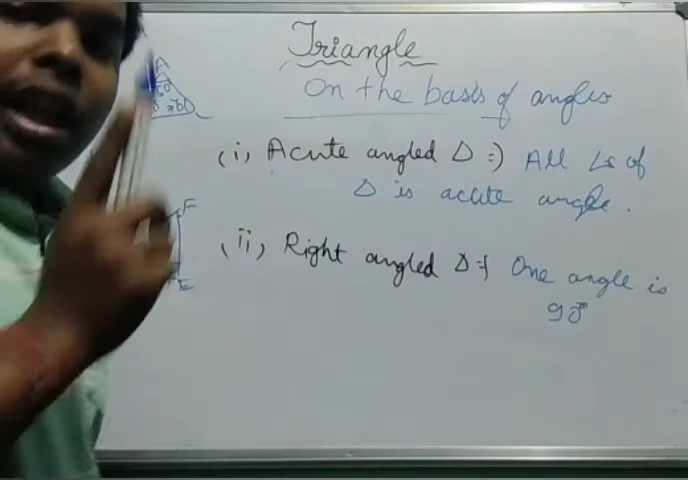 Triangle
On the basis of angles
A
(i) Acute angled Δ ⇒ All ∠s of
Δ is acute angle.
F
(ii) Right angled Δ ⇒ One angle is
90°
E